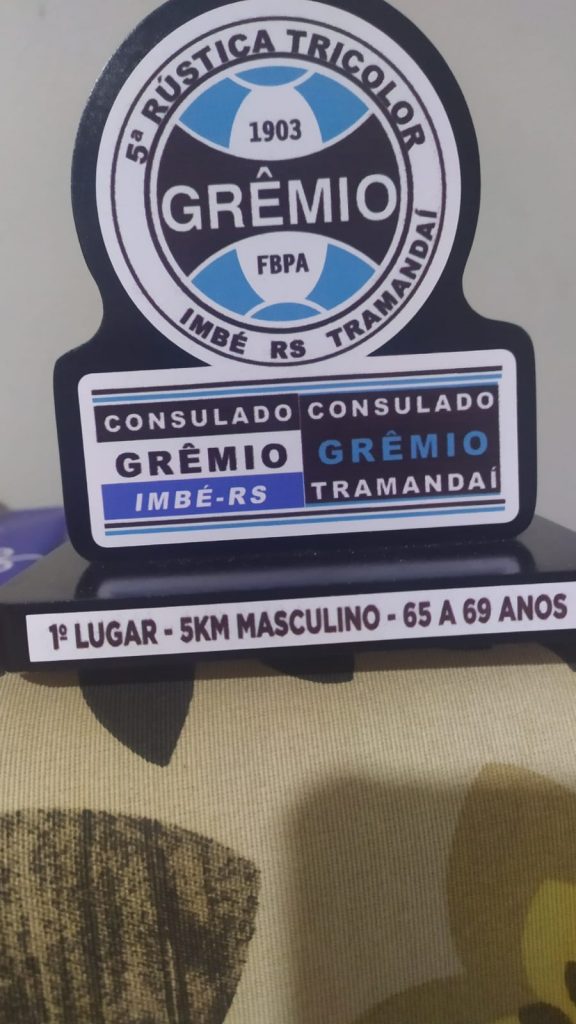 5ª RÚSTICA TRICOLOR
1903
GRÊMIO
FBPA
IMBÉ RS TRAMANDAÍ
CONSULADO
GRÊMIO
IMBÉ-RS
CONSULADO
GRÊMIO
TRAMANDAÍ
1º LUGAR - 5KM MASCULINO - 65 A 69 ANOS